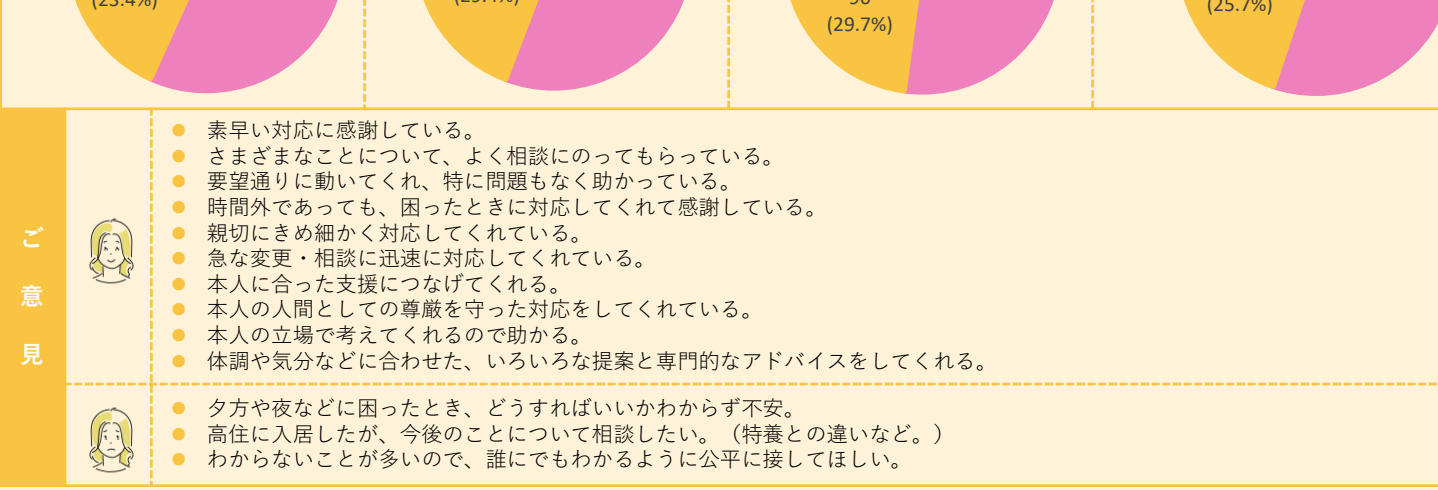 (23.4%)
(29.7%)
(25.7%)
ご意見
素早い対応に感謝している。
さまざまなことについて、よく相談にのってもらっている。
要望通りに動いてくれ、特に問題もなく助かっている。
時間外であっても、困ったときに対応してくれて感謝している。
親切にきめ細かく対応してくれている。
急な変更・相談に迅速に対応してくれている。
本人に合った支援につなげてくれる。
本人の人間としての尊厳を守った対応をしてくれている。
本人の立場で考えてくれるので助かる。
体調や気分などに合わせた、いろいろな提案と専門的なアドバイスをしてくれる。
夕方や夜などに困ったとき、どうすればいいかわからず不安。
高住に入居したが、今後のことについて相談したい。（特養との違いなど。）
わからないことが多いので、誰にでもわかるように公平に接してほしい。